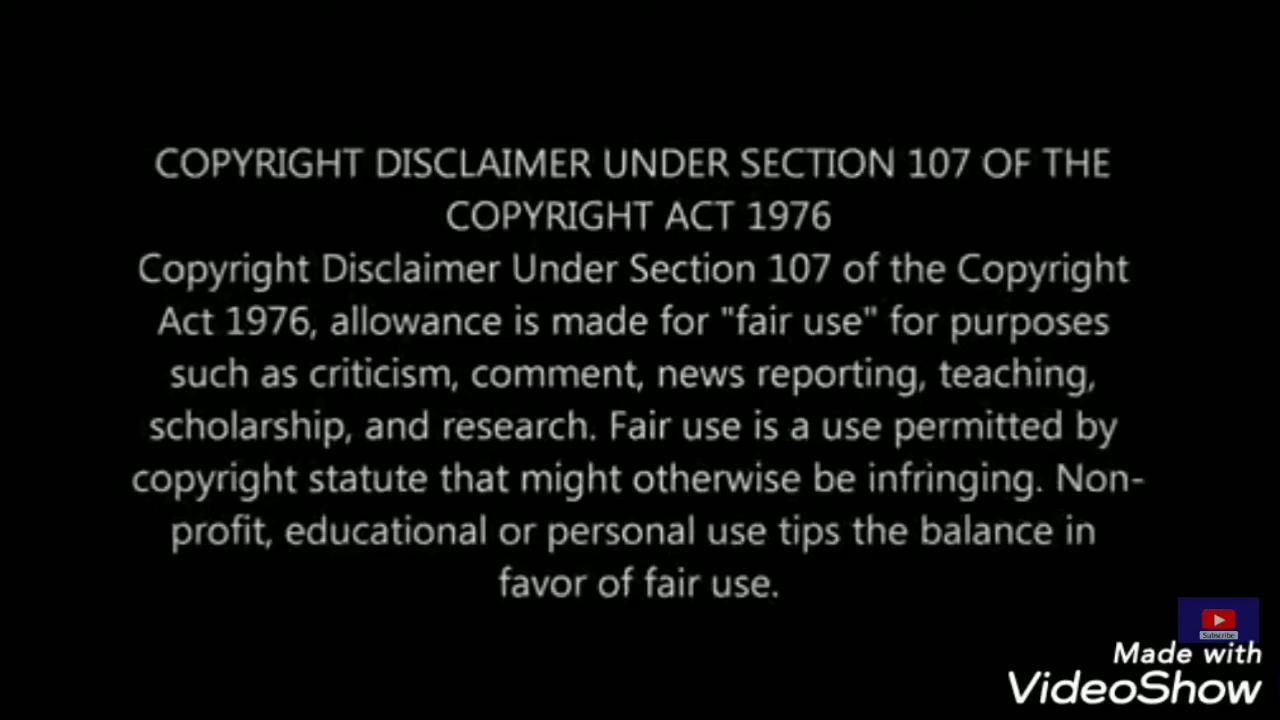 COPYRIGHT DISCLAIMER UNDER SECTION 107 OF THE
COPYRIGHT ACT 1976
Copyright Disclaimer Under Section 107 of the Copyright
Act 1976, allowance is made for "fair use" for purposes
such as criticism, comment, news reporting, teaching,
scholarship, and research. Fair use is a use permitted by
copyright statute that might otherwise be infringing. Non-
profit, educational or personal use tips the balance in
favor of fair use.
Subscribe
Made with
VideoShow